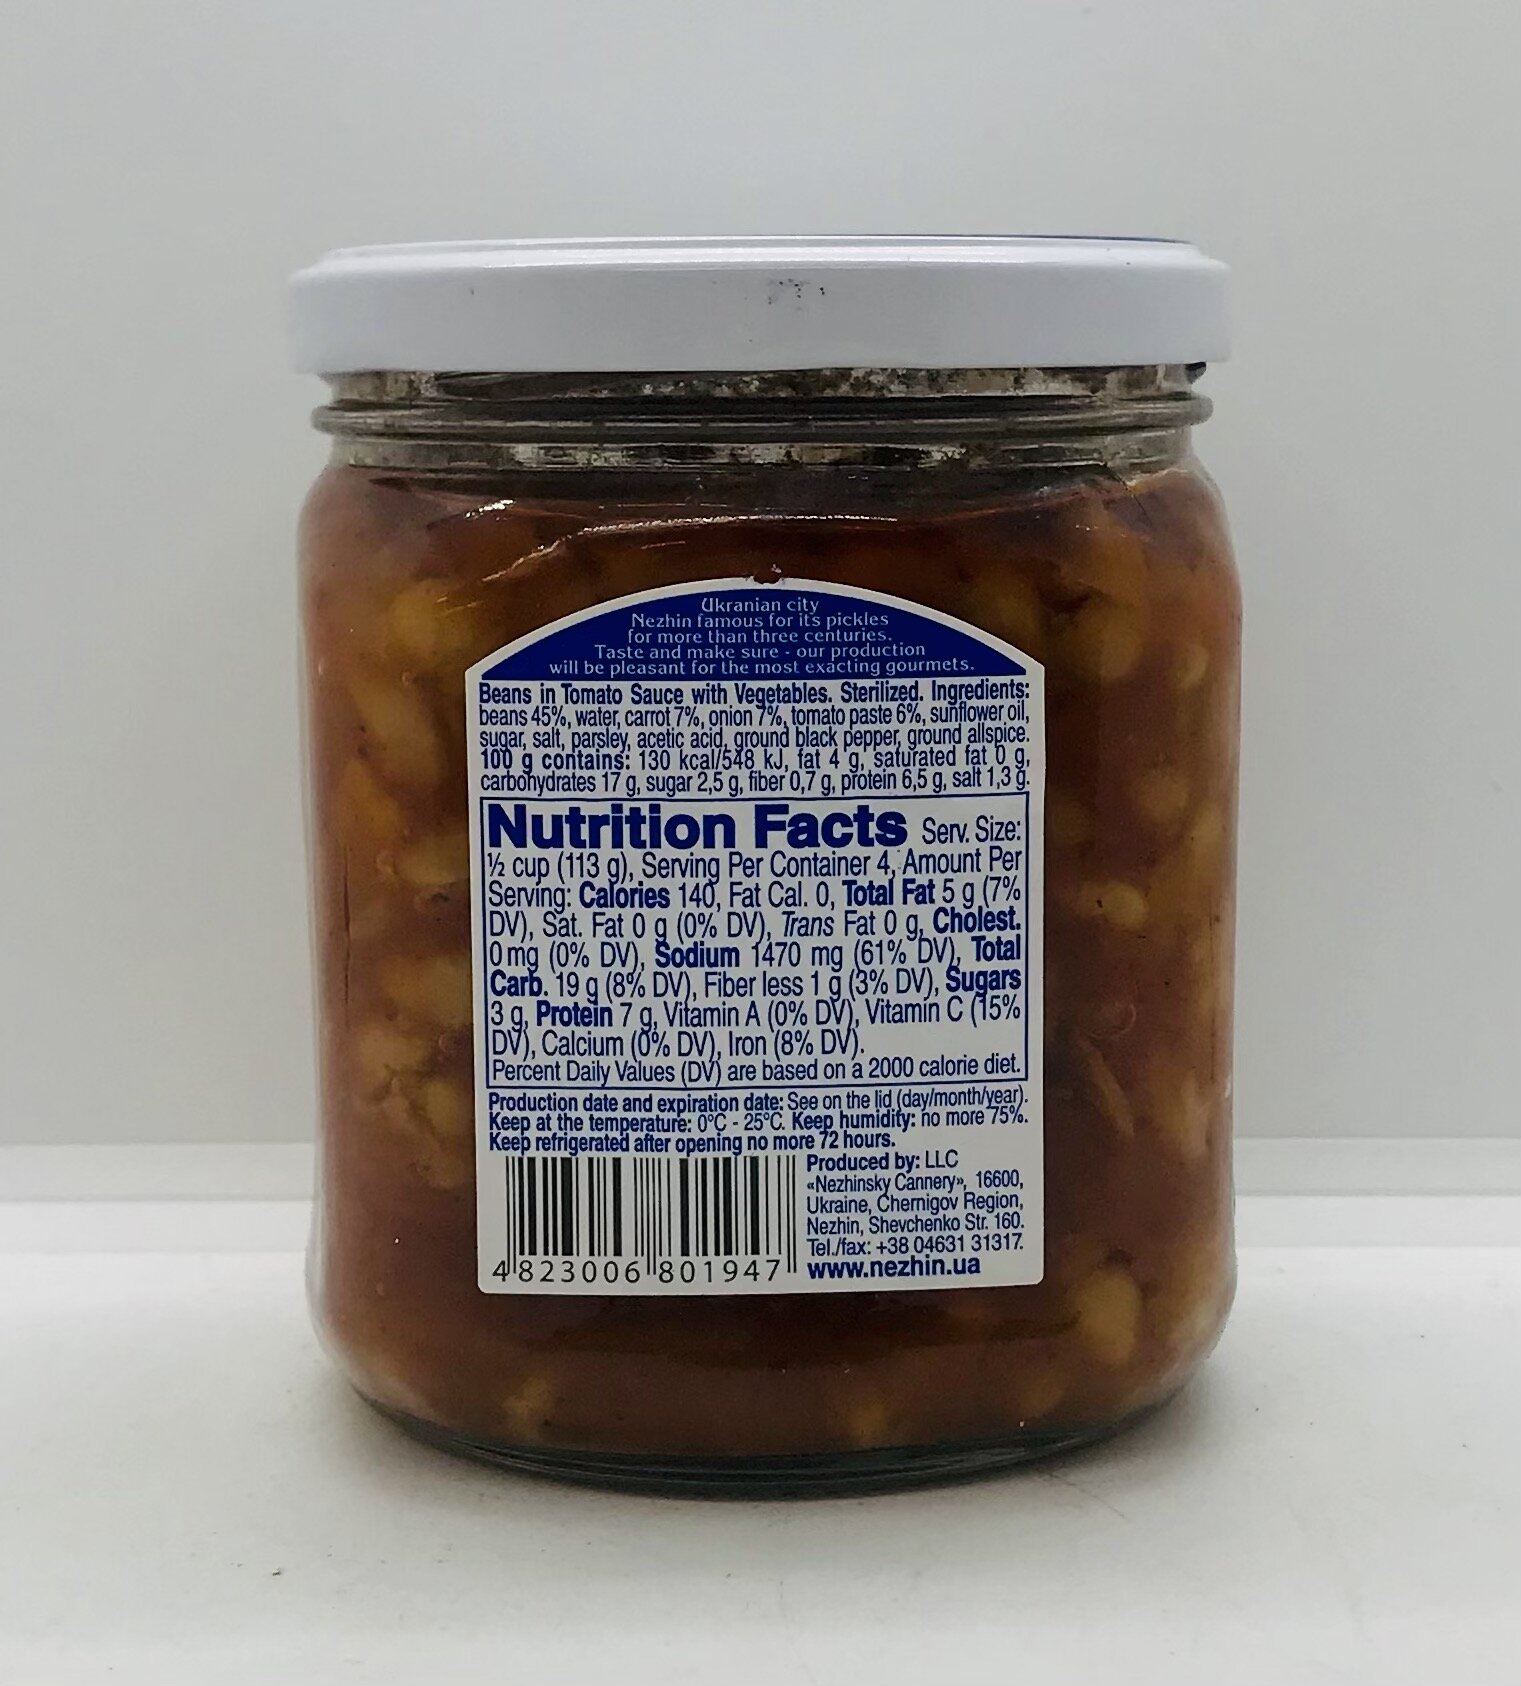 Ukranian city
Nezhin famous for its pickles
for more than three centuries.
Taste and make sure - our production
will be pleasant for the most exacting gourmets.
Beans in Tomato Sauce with Vegetables. Sterilized. Ingredients:
beans 45%, water, carrot 7%, onion 7%, tomato paste 6%, sunflower oil,
sugar, salt, parsley, acetic acid, ground black pepper, ground allspice.
100 g contains: 130 kcal/548 kJ, fat 4 g, saturated fat 0 g,
carbohydrates 17 g, sugar 2,5 g, fiber 0,7 g, protein 6,5 g, salt 1,3 g.
Nutrition Facts Serv. Size:
½ cup (113 g), Serving Per Container 4, Amount Per
Serving: Calories 140, Fat Cal. 0, Total Fat 5 g (7%
DV), Sat. Fat 0 g (0% DV), Trans Fat 0 g, Cholest.
0 mg (0% DV), Sodium 1470 mg (61% DV), Total
Carb. 19 g (8% DV), Fiber less 1 g (3% DV), Sugars
3 g, Protein 7 g, Vitamin A (0% DV), Vitamin C (15%
DV), Calcium (0% DV), Iron (8% DV).
Percent Daily Values (DV) are based on a 2000 calorie diet.
Production date and expiration date: See on the lid (day/month/year).
Keep at the temperature: 0°C - 25°C. Keep humidity: no more 75%.
Keep refrigerated after opening no more 72 hours.
Produced by: LLC
«Nezhinsky Cannery», 16600,
Ukraine, Chernigov Region,
Nezhin, Shevchenko Str. 160.
Tel./fax: +38 04631 31317.
www.nezhin.ua
4 823006 801947